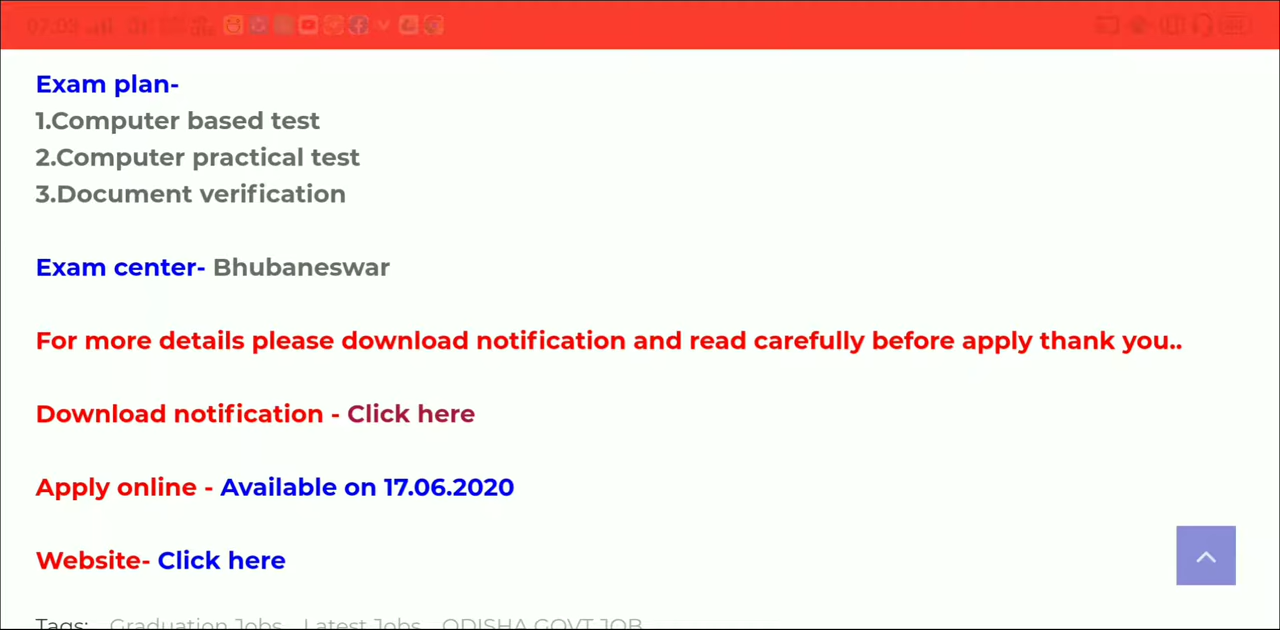 07:03
Exam plan-
1.Computer based test
2.Computer practical test
3.Document verification
Exam center- Bhubaneswar
For more details please download notification and read carefully before apply thank you..
Download notification - Click here
Apply online - Available on 17.06.2020
Website- Click here
Tags: Graduation Jobs Latest Jobs ODISHA GOVT JOB